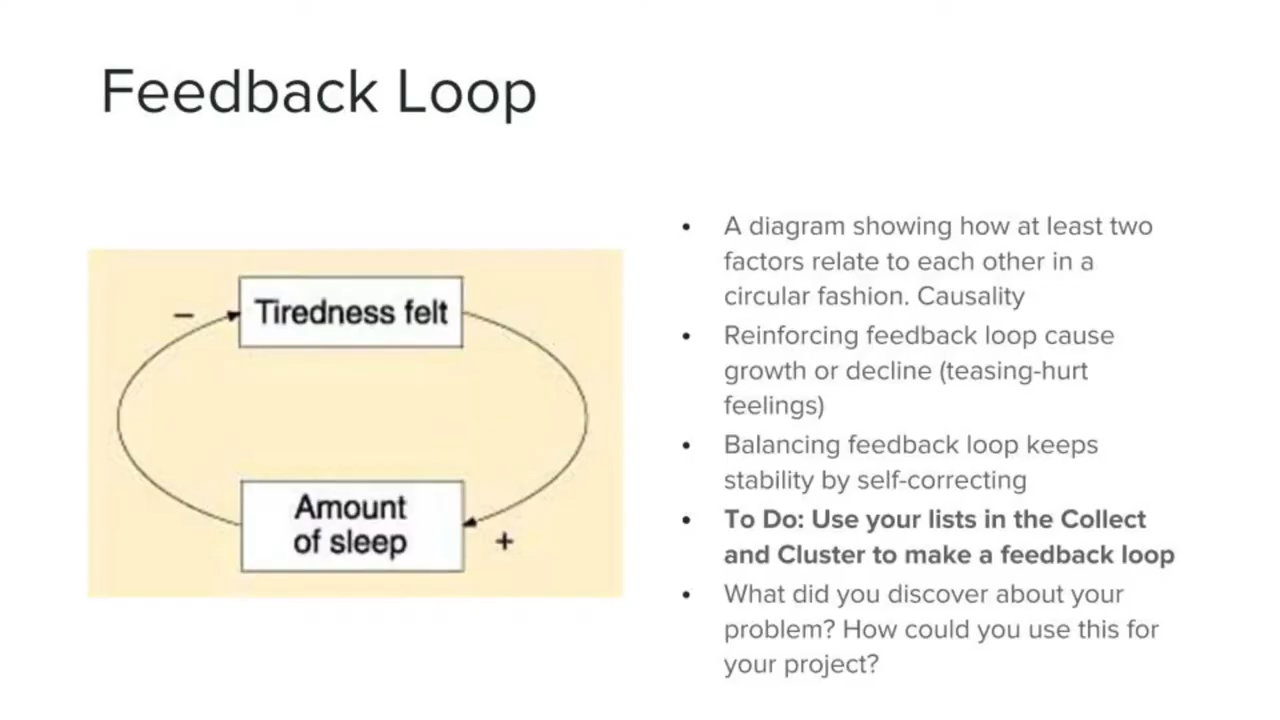 Feedback Loop
–
Tiredness felt
Amount
of sleep
+
• A diagram showing how at least two
factors relate to each other in a
circular fashion. Causality
• Reinforcing feedback loop cause
growth or decline (teasing-hurt
feelings)
• Balancing feedback loop keeps
stability by self-correcting
• To Do: Use your lists in the Collect
and Cluster to make a feedback loop
• What did you discover about your
problem? How could you use this for
your project?